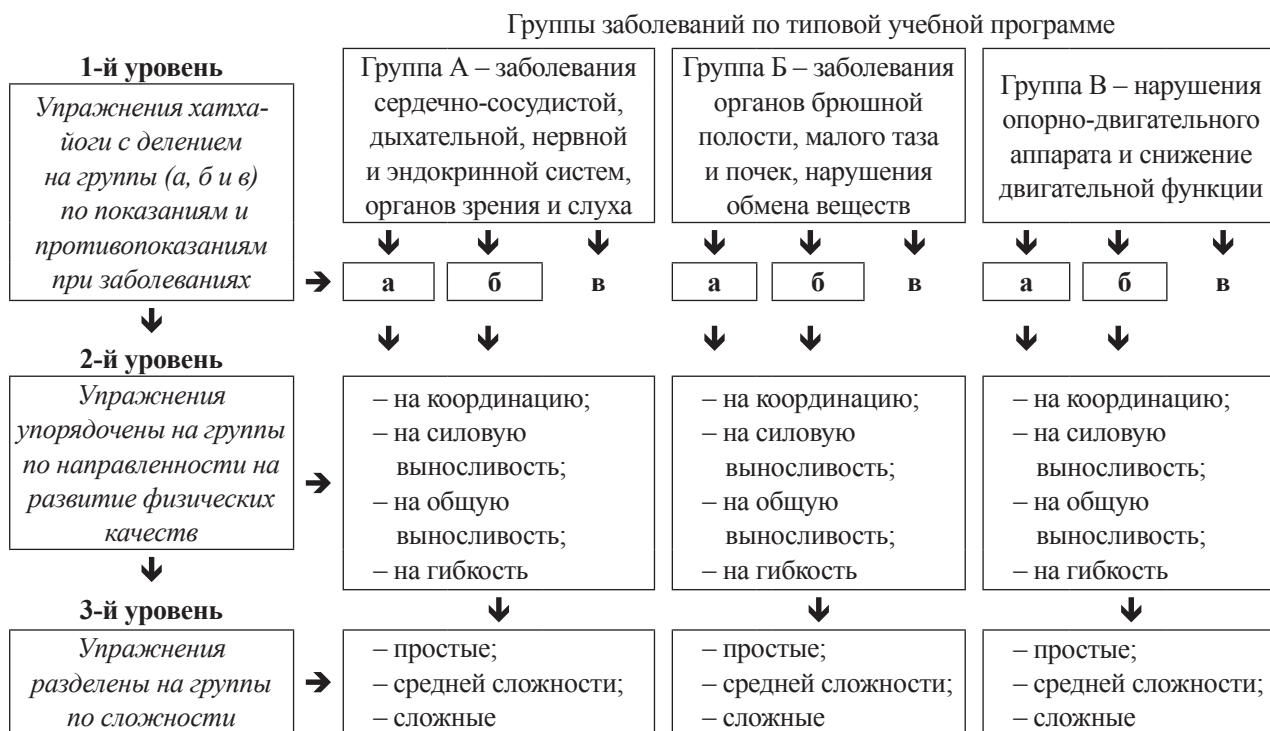 Группы заболеваний по типовой учебной программе
1-й уровень
Упражнения хатха-
йоги с делением
на группы (а, б и в)
по показаниям и
противопоказаниям
при заболеваниях
Группа А – заболевания
сердечно-сосудистой,
дыхательной, нервной
и эндокринной систем,
органов зрения и слуха
Группа Б – заболевания
органов брюшной
полости, малого таза
и почек, нарушения
обмена веществ
Группа В – нарушения
опорно-двигательного
аппарата и снижение
двигательной функции
а б в а б в а б в
2-й уровень
Упражнения
упорядочены на группы
по направленности на
развитие физических
качеств
– на координацию;
– на силовую
выносливость;
– на общую
выносливость;
– на гибкость
– на координацию;
– на силовую
выносливость;
– на общую
выносливость;
– на гибкость
– на координацию;
– на силовую
выносливость;
– на общую
выносливость;
– на гибкость
3-й уровень
Упражнения
разделены на группы
по сложности
– простые;
– средней сложности;
– сложные
– простые;
– средней сложности;
– сложные
– простые;
– средней сложности;
– сложные